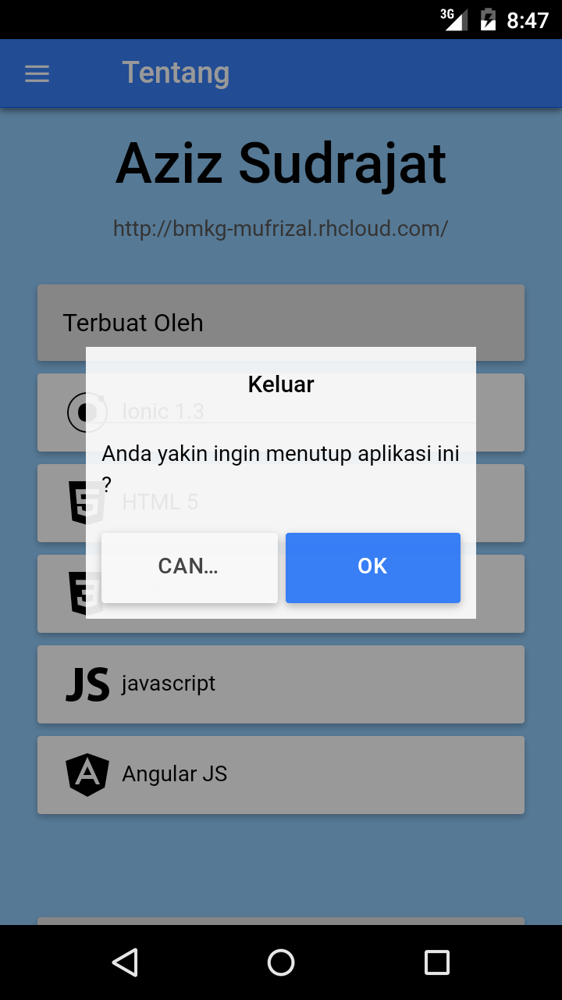 3G 8:47
Tentang
Aziz Sudrajat
http://bmkg-mufrizal.rhcloud.com/
Terbuat Oleh
Keluar
Ionic 1.3
Anda yakin ingin menutup aplikasi ini
?
HTML 5
CAN...
OK
JS javascript
Angular JS